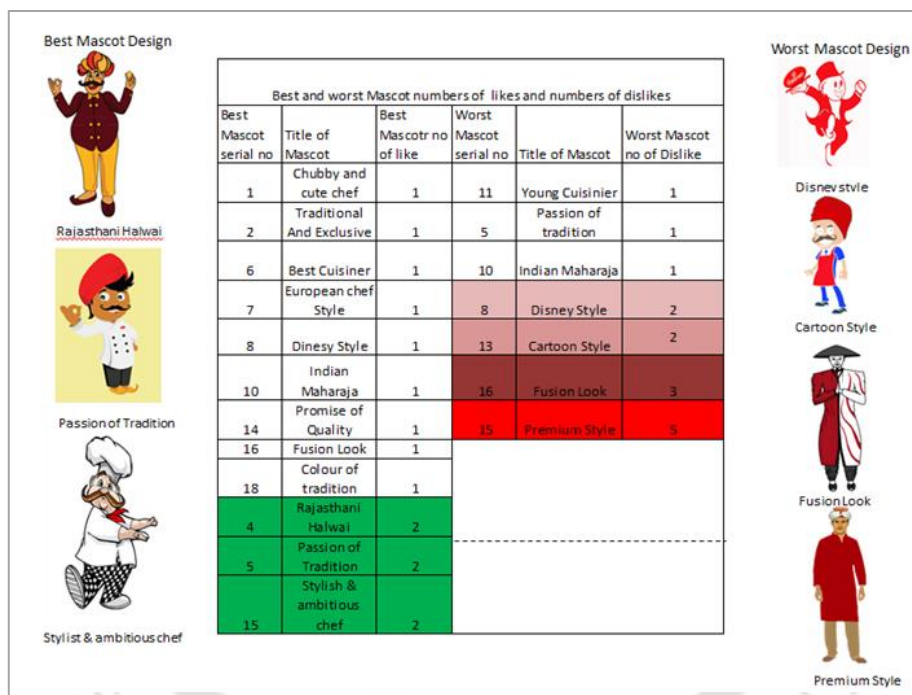 Best Mascot Design
Rajasthani Halwai
Passion of Tradition
Stylist & ambitious chef
Best and worst Mascot numbers of likes and numbers of dislikes
Best Mascot serial no | Title of Mascot | Best Mascotr no of like | Worst Mascot serial no | Title of Mascot | Worst Mascot no of Dislike
1 | Chubby and cute chef | 1 | 11 | Young Cuisinier | 1
2 | Traditional And Exclusive | 1 | 5 | Passion of tradition | 1
6 | Best Cuisiner | 1 | 10 | Indian Maharaja | 1
7 | European chef Style | 1 | 8 | Disney Style | 2
8 | Dinesy Style | 1 | 13 | Cartoon Style | 2
10 | Indian Maharaja | 1 | 16 | Fusion Look | 3
14 | Promise of Quality | 1 | 15 | Premium Style | 5
16 | Fusion Look | 1
18 | Colour of tradition | 1
4 | Rajasthani Halwai | 2
5 | Passion of Tradition | 2
15 | Stylish & ambitious chef | 2
Worst Mascot Design
Disney style
Cartoon Style
Fusion Look
Premium Style